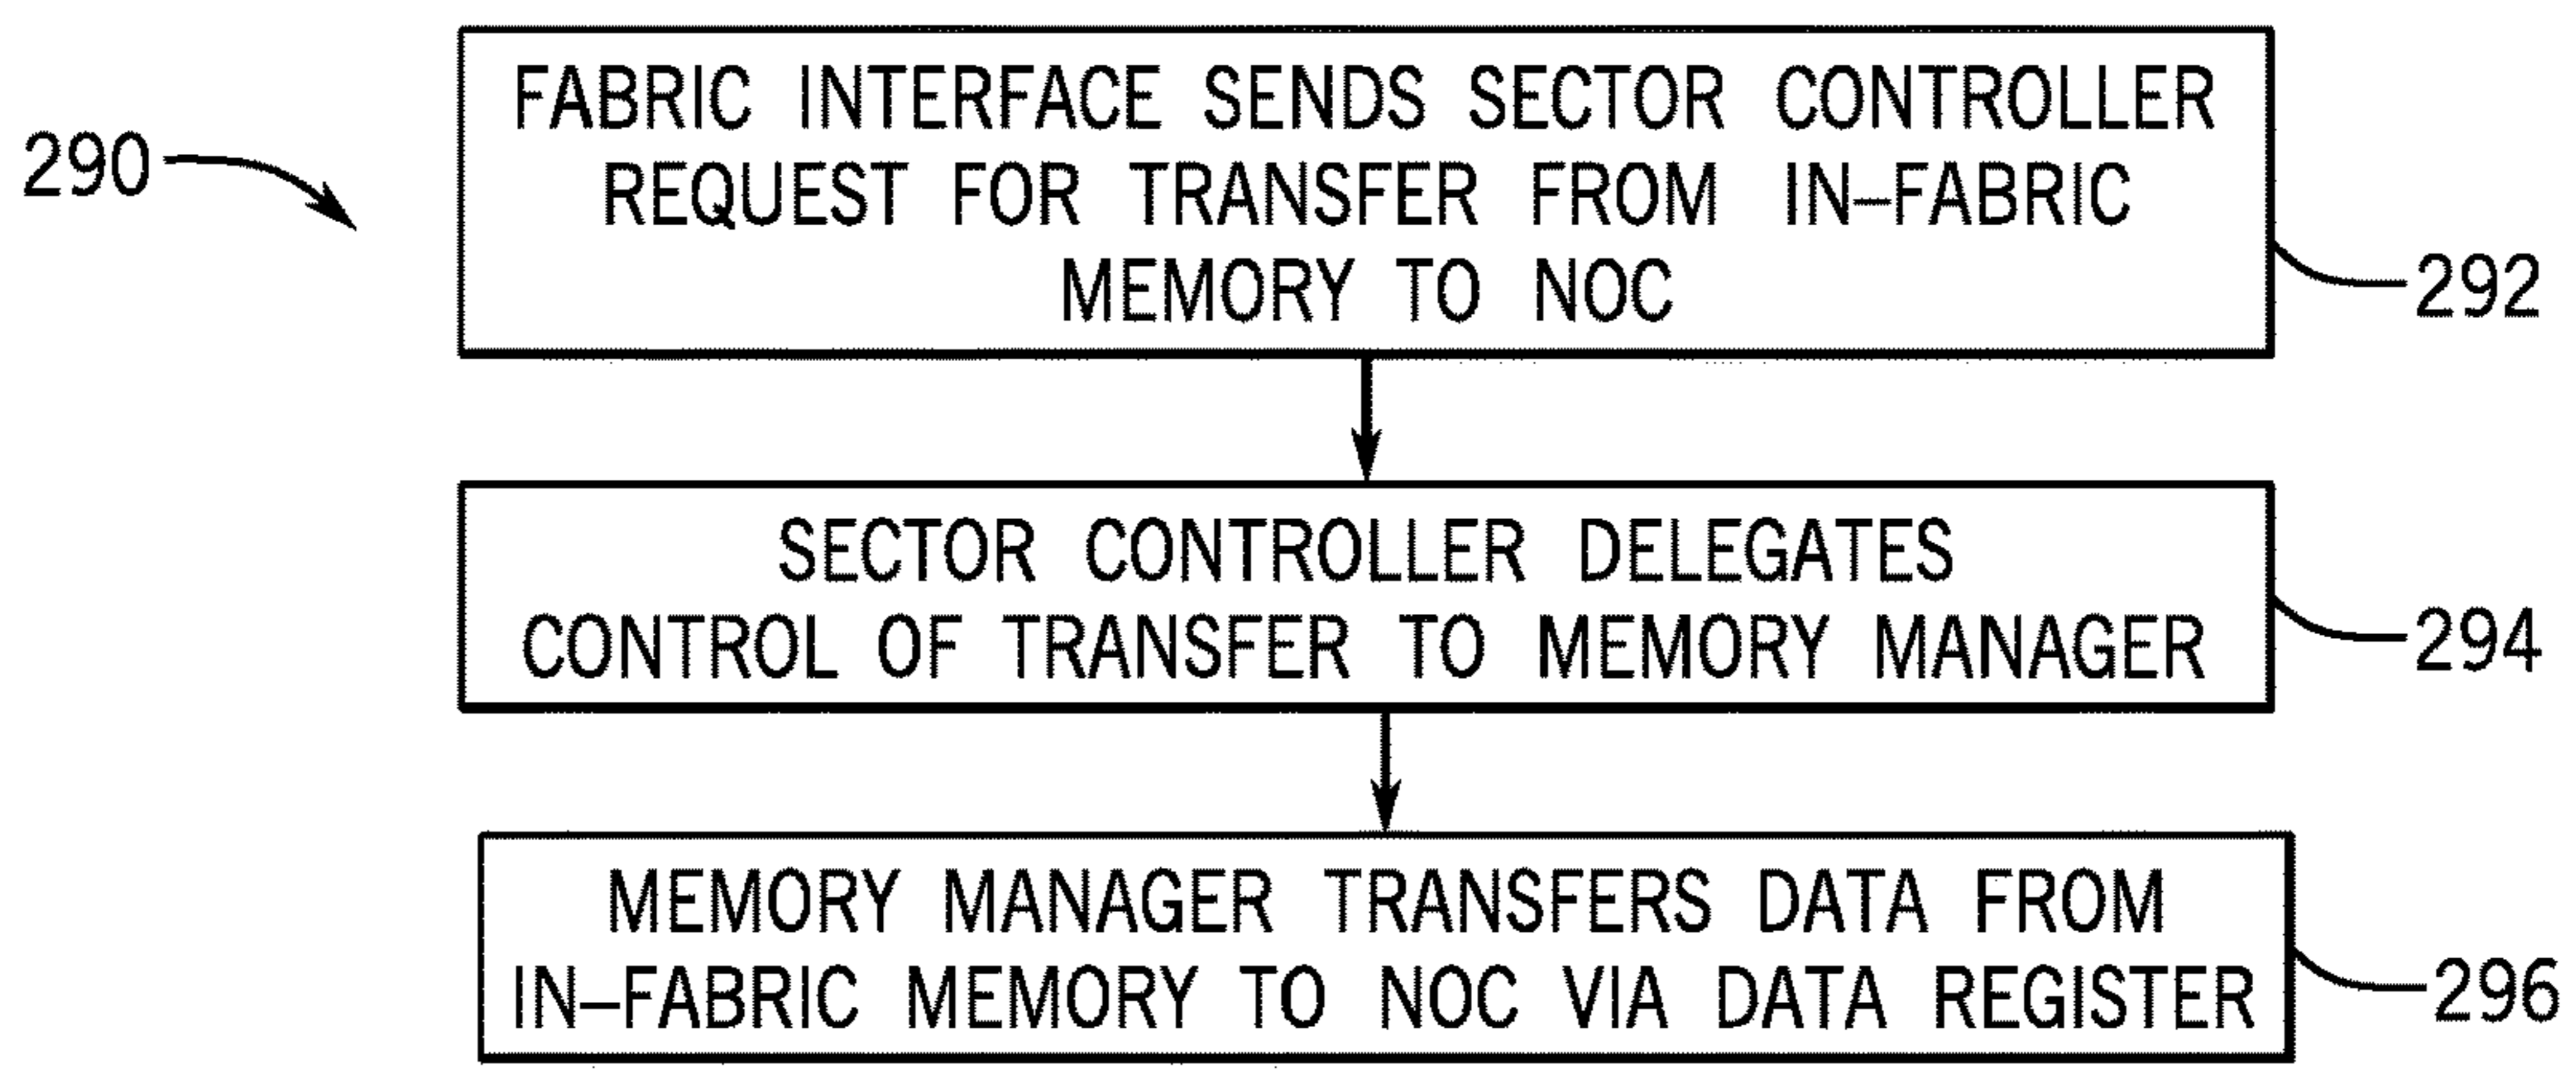 290
FABRIC INTERFACE SENDS SECTOR CONTROLLER
REQUEST FOR TRANSFER FROM IN–FABRIC
MEMORY TO NOC
292
SECTOR CONTROLLER DELEGATES
CONTROL OF TRANSFER TO MEMORY MANAGER
294
MEMORY MANAGER TRANSFERS DATA FROM
IN–FABRIC MEMORY TO NOC VIA DATA REGISTER
296